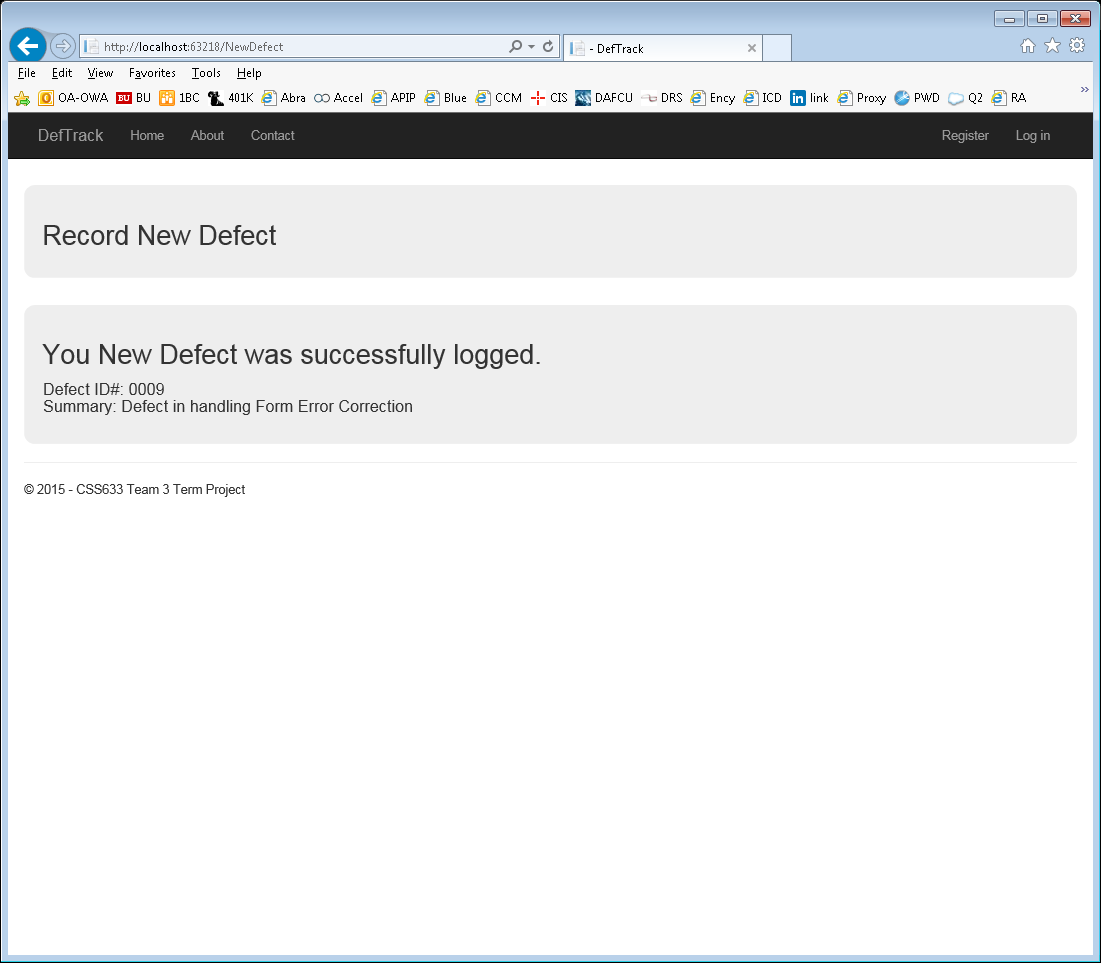 http://localhost:63218/NewDefect
- DefTrack
File Edit View Favorites Tools Help
OA-OWA BU BU 1BC 401K Abra Accel APIP Blue CCM CIS DAFCU DRS Ency ICD in link Proxy PWD Q2 RA »
DefTrack Home About Contact Register Log in
Record New Defect
You New Defect was successfully logged.
Defect ID#: 0009
Summary: Defect in handling Form Error Correction
© 2015 - CSS633 Team 3 Term Project